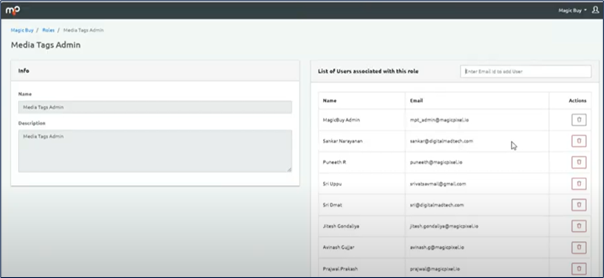 mp
Magic Buy
Magic Buy / Roles / Media Tags Admin
Media Tags Admin
Info
Name
Media Tags Admin
Description
Media Tags Admin
List of Users associated with this role
Enter Email id to add User
Name Email Actions
MagicBuy Admin mpt_admin@magicpixel.io
Sankar Narayanan sankar@digitalmadtech.com
Puneeth R puneeth@magicpixel.io
Sri Uppu srivatsavmail@gmail.com
Sri Dmat sri@digitalmadtech.com
Jitesh Gondaliya jitesh.gondaliya@magicpixel.io
Avinash Gujjar avinash.g@magicpixel.io
Prajwal Prakash prajwal@magicpixel.io